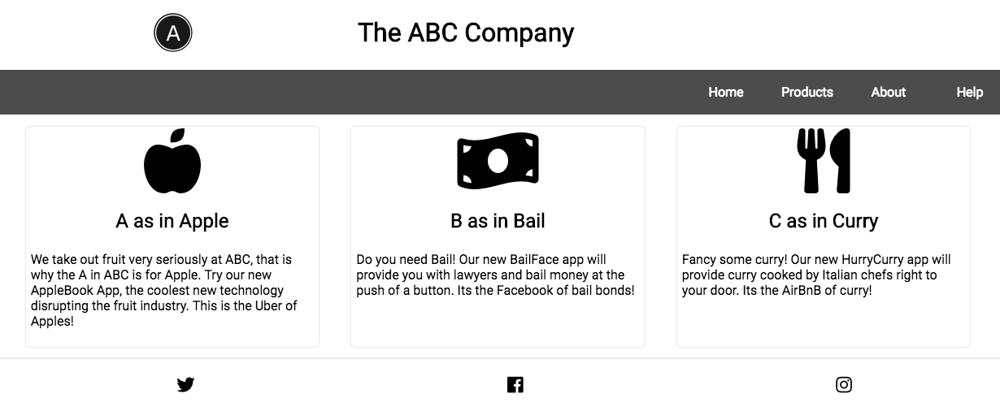 A
The ABC Company
Home Products About Help
A as in Apple
We take out fruit very seriously at ABC, that is
why the A in ABC is for Apple. Try our new
AppleBook App, the coolest new technology
disrupting the fruit industry. This is the Uber of
Apples!
B as in Bail
Do you need Bail! Our new BailFace app will
provide you with lawyers and bail money at the
push of a button. Its the Facebook of bail bonds!
C as in Curry
Fancy some curry! Our new HurryCurry app will
provide curry cooked by Italian chefs right to
your door. Its the AirBnB of curry!